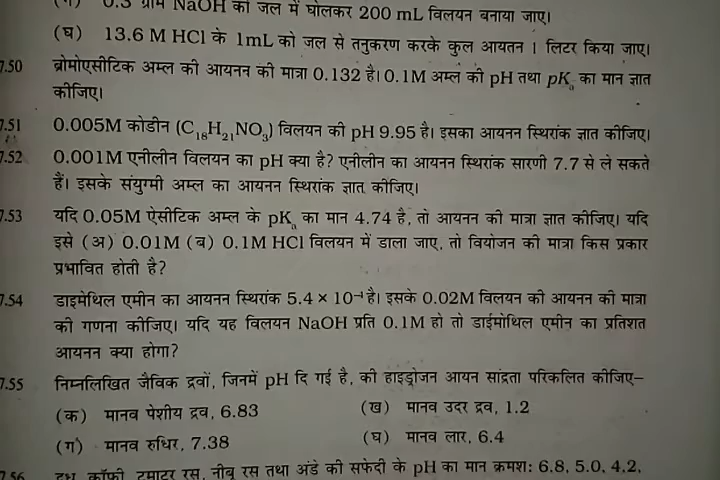 (ग) 0.3 ग्राम NaOH को जल में घोलकर 200 mL विलयन बनाया जाए।
(घ) 13.6 M HCl के 1mL को जल से तनुकरण करके कुल आयतन 1 लिटर किया जाए।
7.50 ब्रोमोएसीटिक अम्ल की आयनन की मात्रा 0.132 है। 0.1M अम्ल की pH तथा pKₐ का मान ज्ञात
कीजिए।
7.51 0.005M कोडीन (C₁₈H₂₁NO₃) विलयन की pH 9.95 है। इसका आयनन स्थिरांक ज्ञात कीजिए।
7.52 0.001M एनीलीन विलयन का pH क्या है? एनीलीन का आयनन स्थिरांक सारणी 7.7 से ले सकते
हैं। इसके संयुग्मी अम्ल का आयनन स्थिरांक ज्ञात कीजिए।
7.53 यदि 0.05M ऐसीटिक अम्ल के pKₐ का मान 4.74 है, तो आयनन की मात्रा ज्ञात कीजिए। यदि
इसे (अ) 0.01M (ब) 0.1M HCl विलयन में डाला जाए, तो वियोजन की मात्रा किस प्रकार
प्रभावित होती है?
7.54 डाइमेथिल एमीन का आयनन स्थिरांक 5.4 × 10⁻⁴ है। इसके 0.02M विलयन की आयनन की मात्रा
की गणना कीजिए। यदि यह विलयन NaOH प्रति 0.1M हो तो डाईमोथिल एमीन का प्रतिशत
आयनन क्या होगा?
7.55 निम्नलिखित जैविक द्रवों, जिनमें pH दि गई है, की हाइड्रोजन आयन सांद्रता परिकलित कीजिए–
(क) मानव पेशीय द्रव, 6.83 (ख) मानव उदर द्रव, 1.2
(ग) मानव रुधिर, 7.38 (घ) मानव लार, 6.4
7.56 दूध, कॉफी, टमाटर रस, नीबू रस तथा अंडे की सफेदी के pH का मान क्रमश: 6.8, 5.0, 4.2,